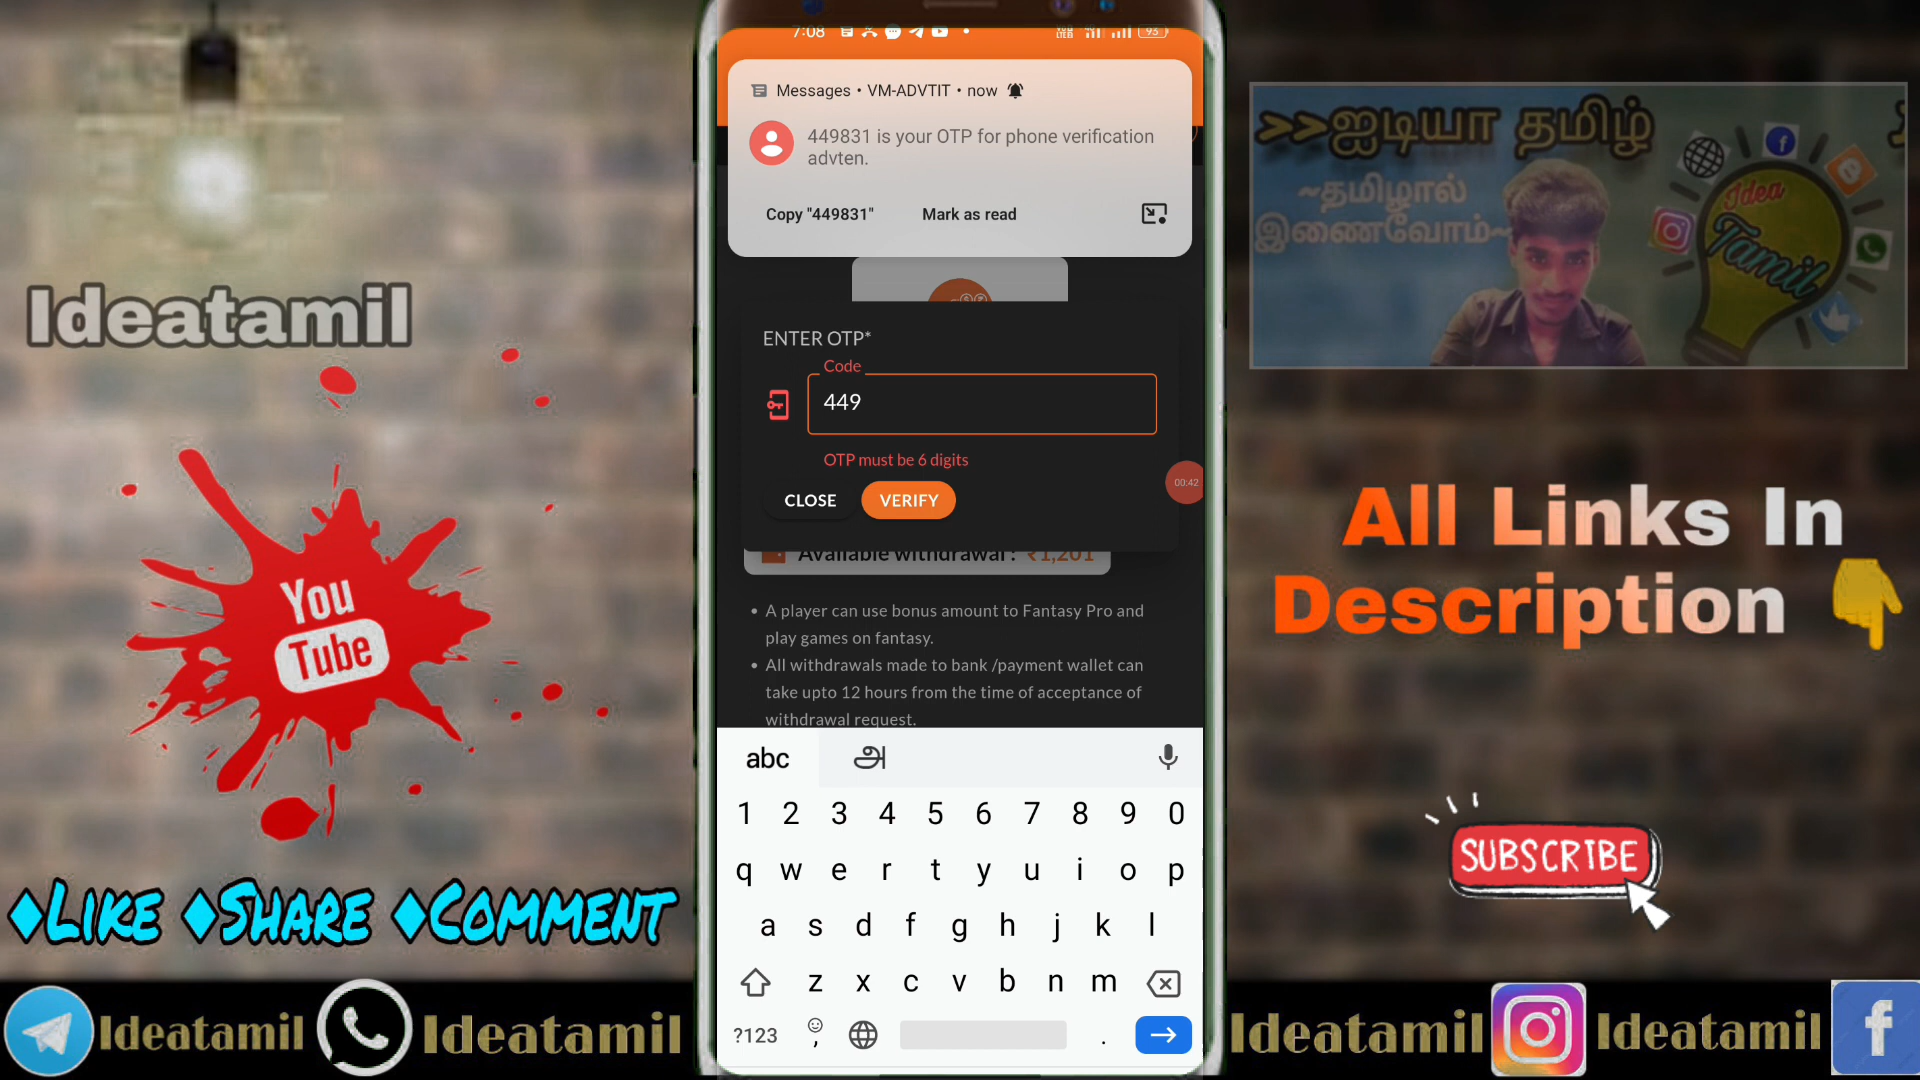 Ideatamil
You
Tube
♦LIKE ♦SHARE ♦COMMENT
Ideatamil
Ideatamil
7:08
93
Messages • VM-ADVTIT • now
449831 is your OTP for phone verification
advten.
Copy "449831"
Mark as read
ENTER OTP*
Code
449
OTP must be 6 digits
00:42
CLOSE
VERIFY
Available withdrawal: ₹1,201
• A player can use bonus amount to Fantasy Pro and
play games on fantasy.
• All withdrawals made to bank /payment wallet can
take upto 12 hours from the time of acceptance of
withdrawal request.
abc
அ
1 2 3 4 5 6 7 8 9 0
q w e r t y u i o p
a s d f g h j k l
z x c v b n m
?123 , .
>>ஐடியா தமிழ்
~தமிழால்
இணைவோம்~
Idea
Tamil
All Links In
Description 👇
SUBSCRIBE
Ideatamil
Ideatamil